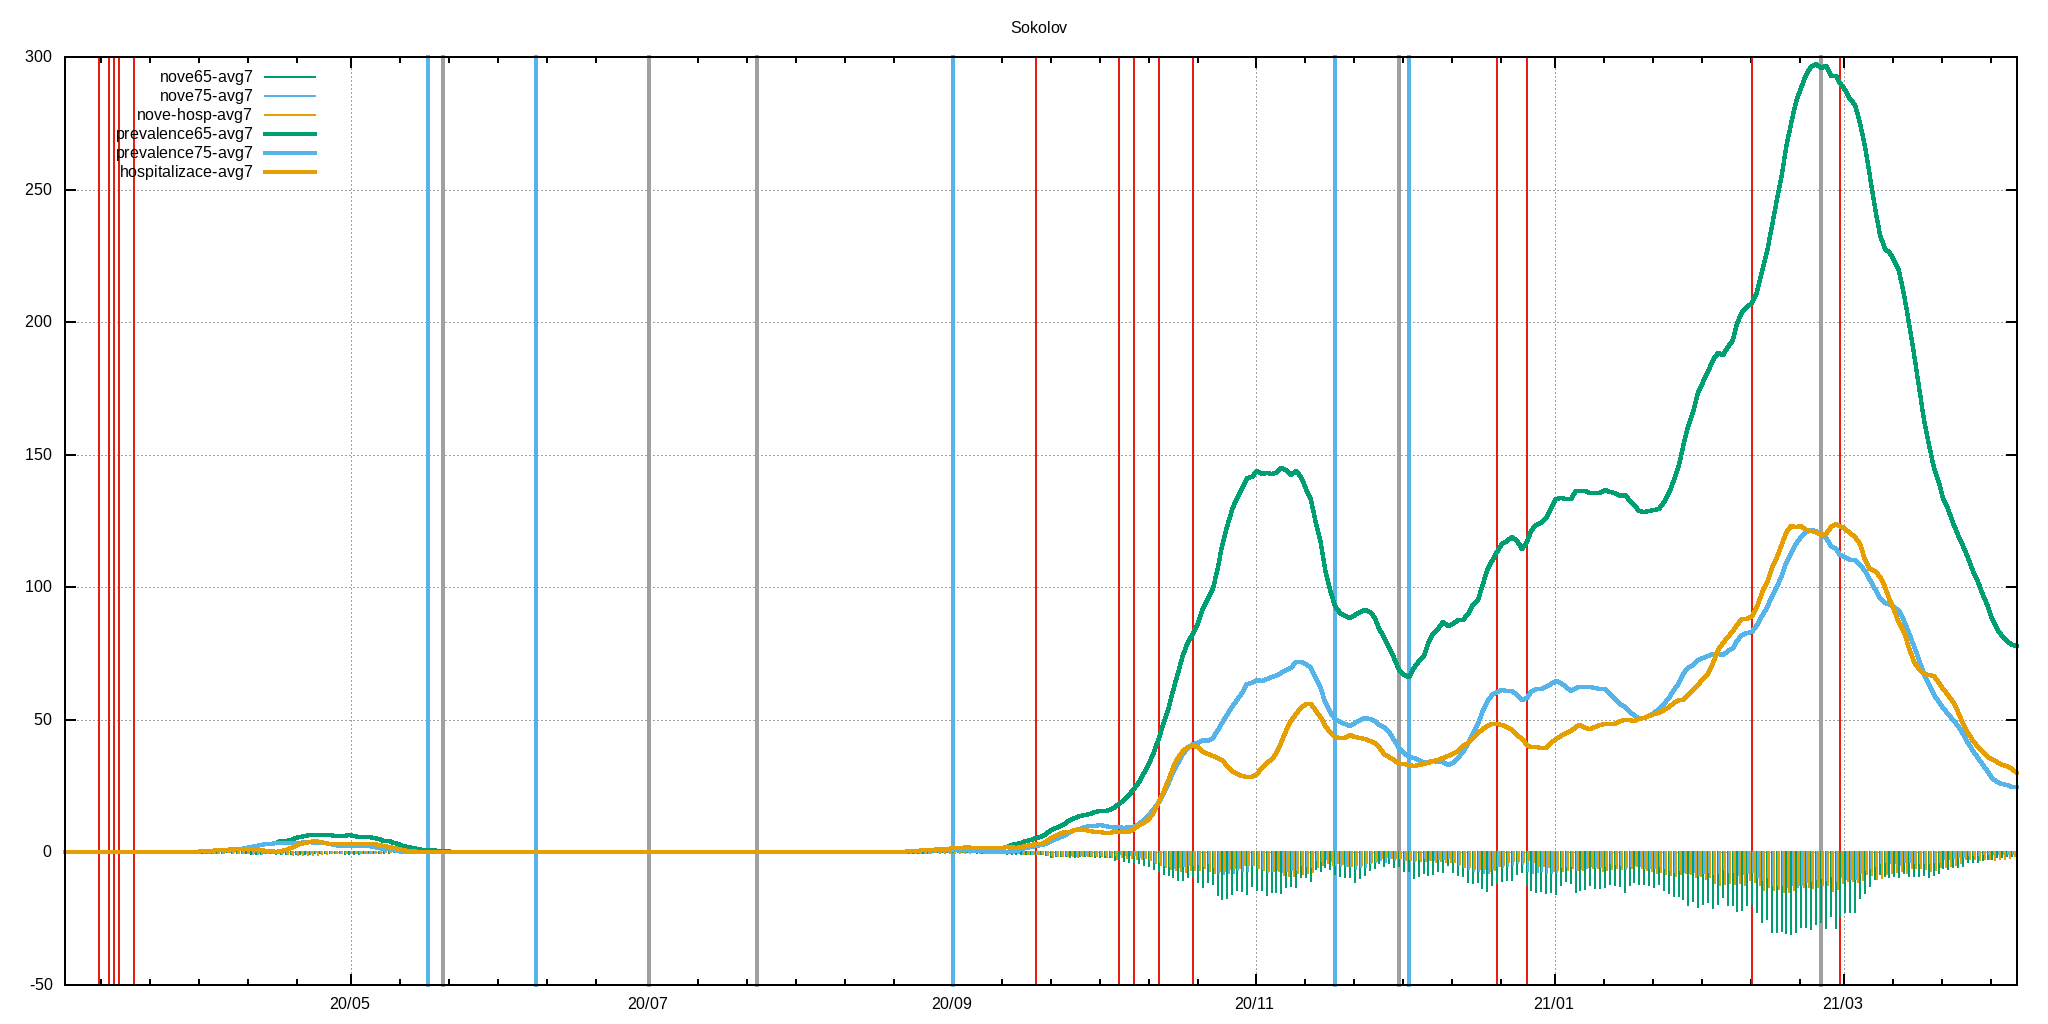 Sokolov
300
250
200
150
100
50
0
-50
nove65-avg7
nove75-avg7
nove-hosp-avg7
prevalence65-avg7
prevalence75-avg7
hospitalizace-avg7
20/05 20/07 20/09 20/11 21/01 21/03